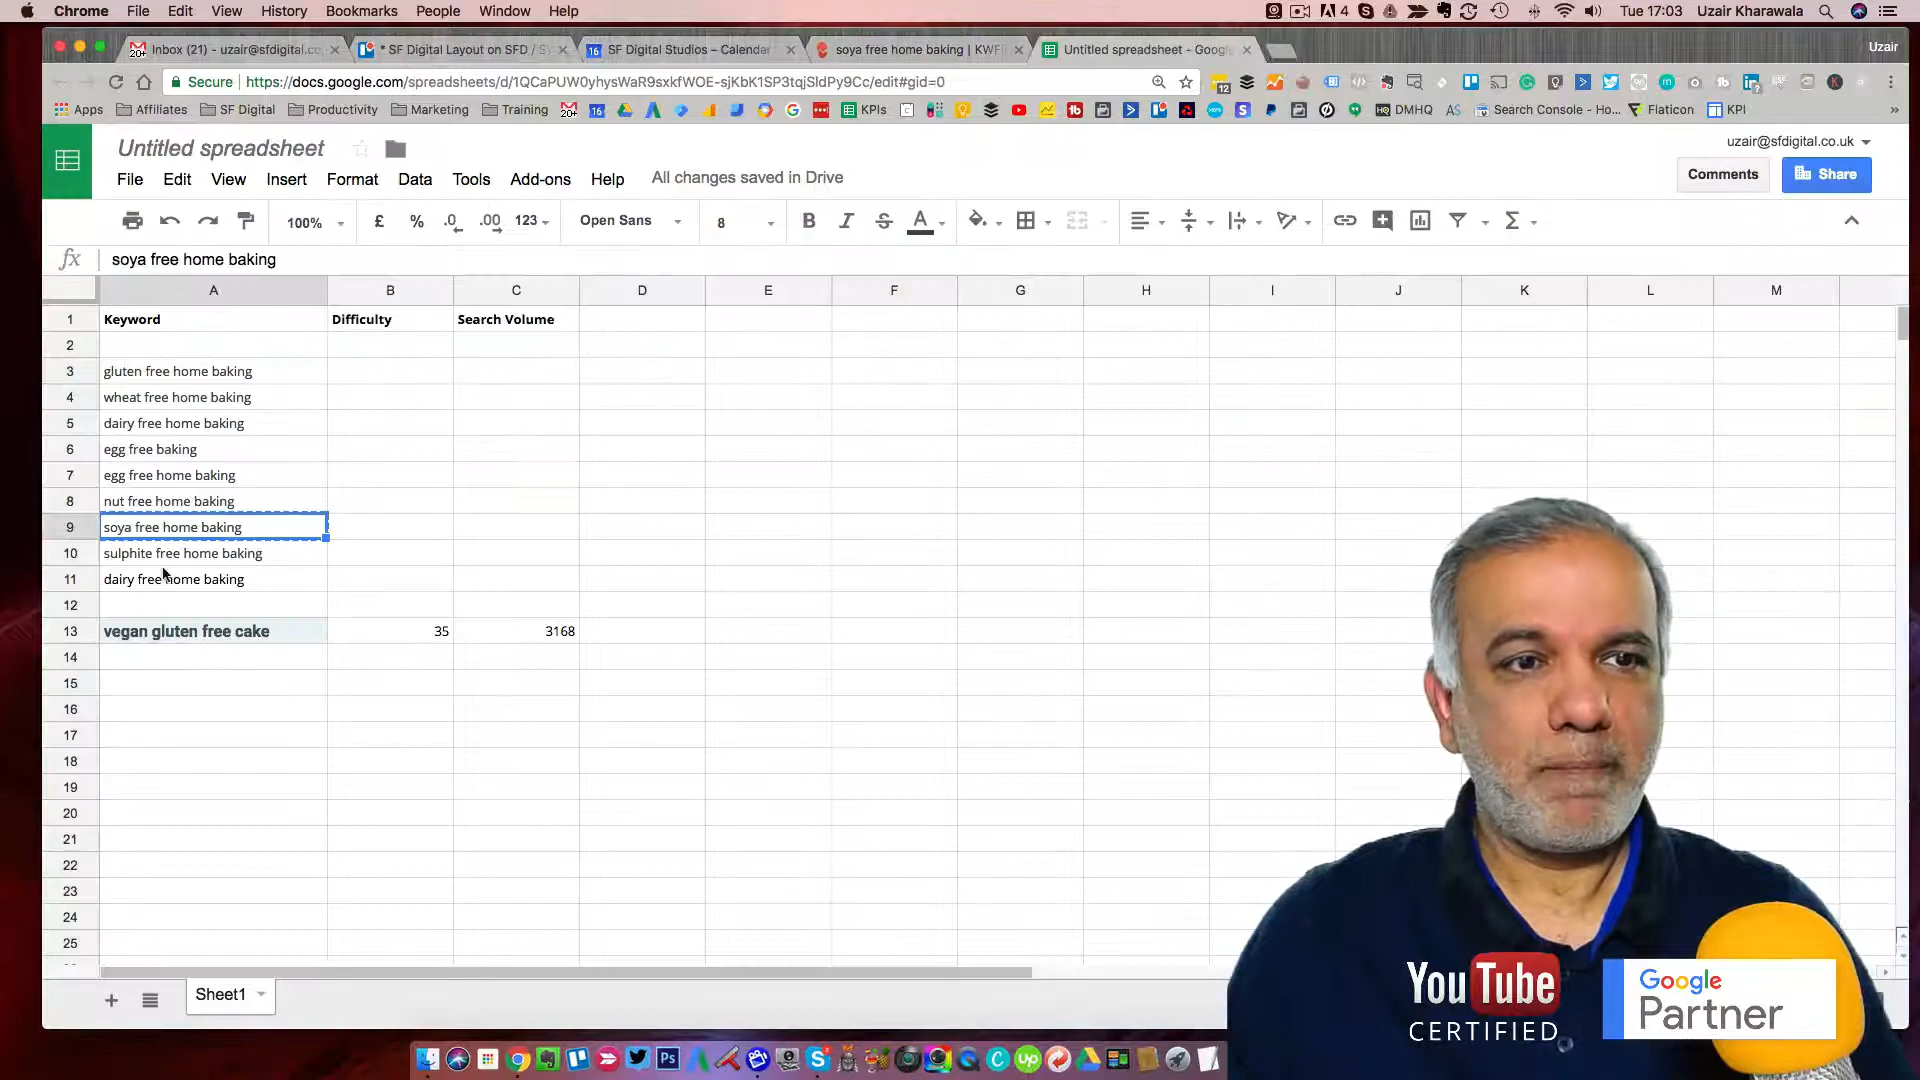 Chrome File Edit View History Bookmarks People Window Help 4 Tue 17:03 Uzair Kharawala
Inbox (21) - uzair@sfdigital.co * SF Digital Layout on SFD / S SF Digital Studios – Calendar soya free home baking | KWFi Untitled spreadsheet - Goog Uzair
Secure https://docs.google.com/spreadsheets/d/1QCaPUW0yhysWaR9sxkfWOE-sjKbK1SP3tqjSldPy9Cc/edit#gid=0
Apps Affiliates SF Digital Productivity Marketing Training KPIs DMHQ AS Search Console - Ho... Flaticon KPI »
Untitled spreadsheet uzair@sfdigital.co.uk
File Edit View Insert Format Data Tools Add-ons Help All changes saved in Drive Comments Share
100% £ % .0 .00 123 Open Sans 8 B I S A Σ
fx soya free home baking
A B C D E F G H I J K L M
1 Keyword Difficulty Search Volume
2
3 gluten free home baking
4 wheat free home baking
5 dairy free home baking
6 egg free baking
7 egg free home baking
8 nut free home baking
9 soya free home baking
10 sulphite free home baking
11 dairy free home baking
12
13 vegan gluten free cake 35 3168
14
15
16
17
18
19
20
21
22
23
24
25
Sheet1
YouTube
CERTIFIED
Google
Partner